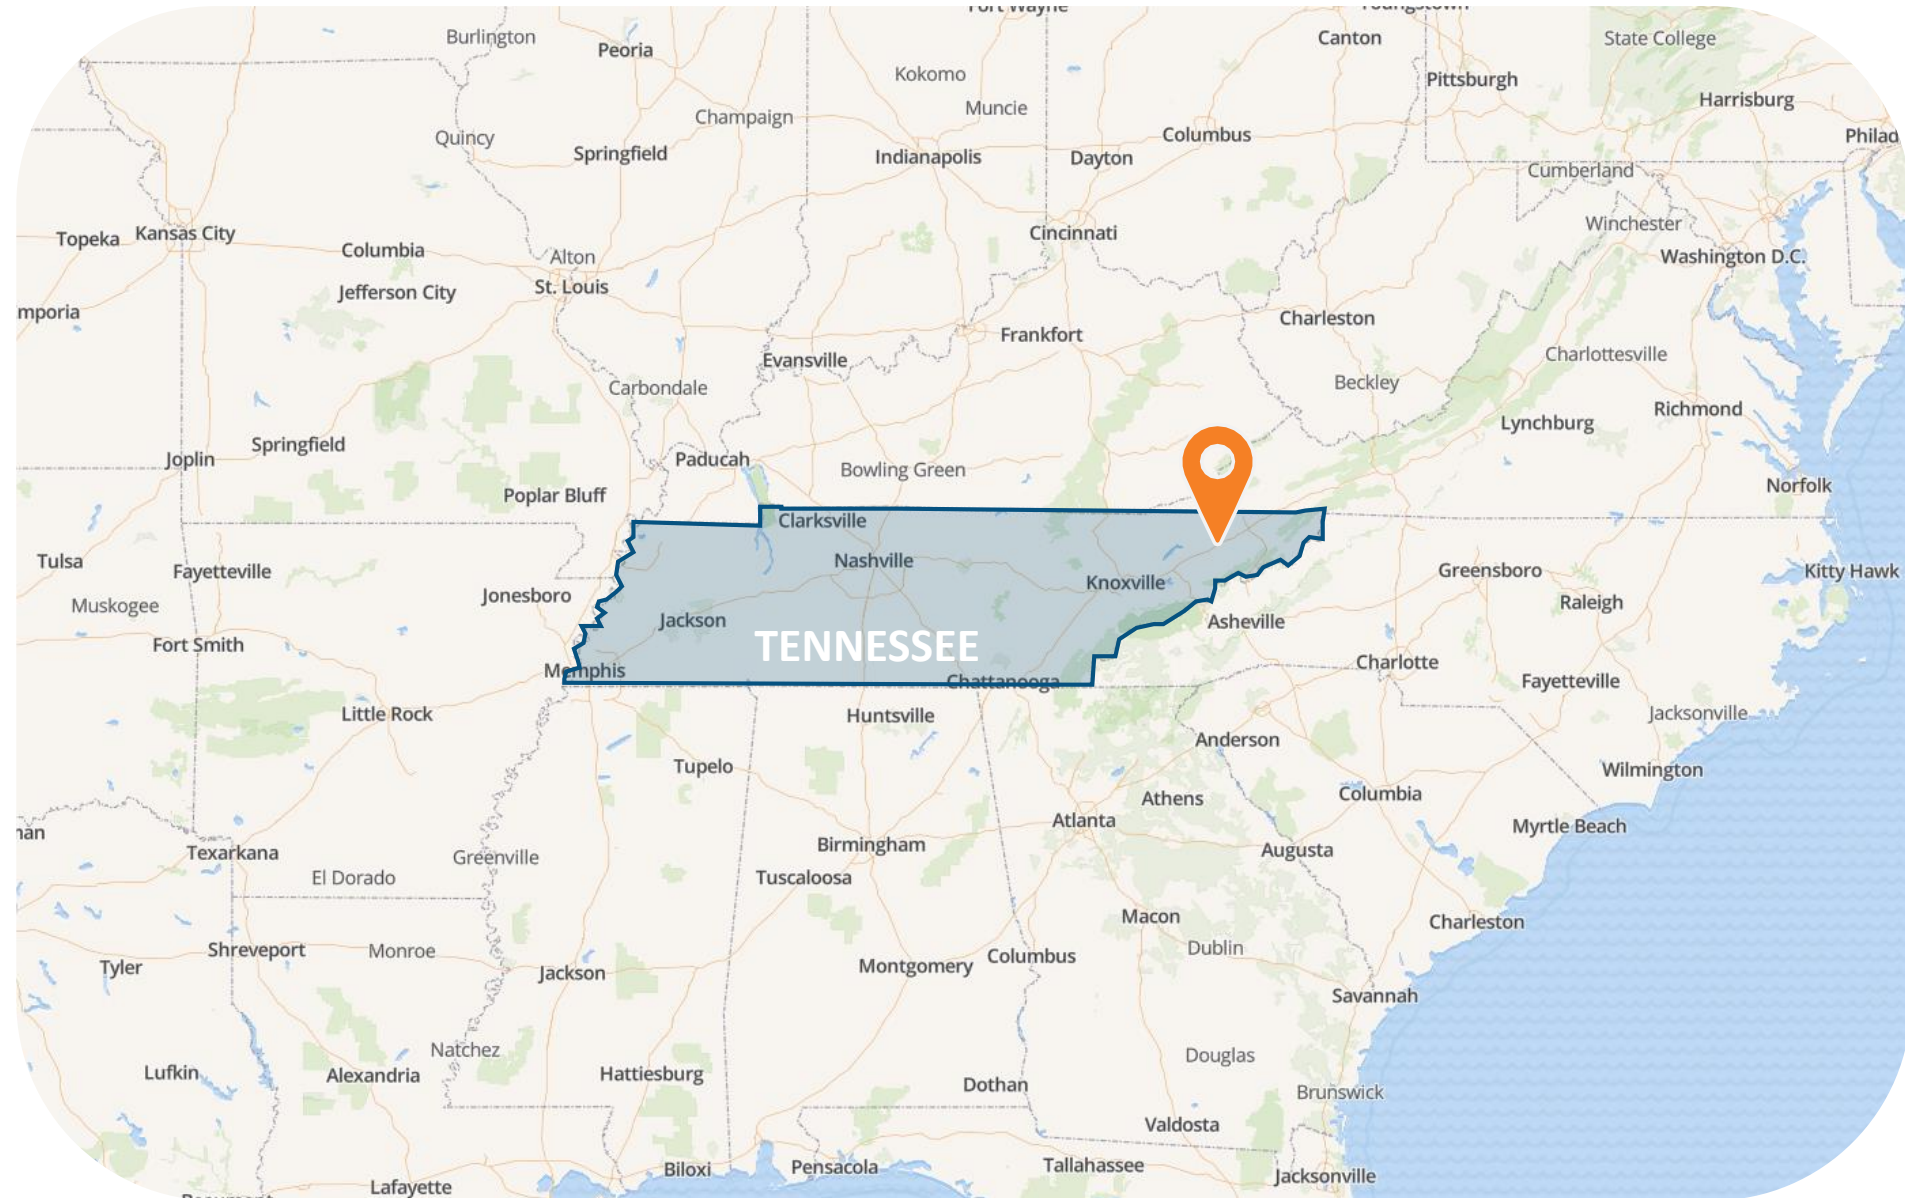 Fort Wayne
Youngstown
Burlington
Peoria
Canton
State College
Kokomo
Pittsburgh
Muncie
Harrisburg
Champaign
Quincy
Columbus
Philad
Springfield
Indianapolis
Dayton
Cumberland
Winchester
Topeka
Kansas City
Cincinnati
Columbia
Alton
Washington D.C.
St. Louis
Jefferson City
mporia
Charleston
Frankfort
Evansville
Charlottesville
Carbondale
Beckley
Richmond
Lynchburg
Springfield
Joplin
Paducah
Bowling Green
Norfolk
Poplar Bluff
Clarksville
Tulsa
Nashville
Fayetteville
Greensboro
Kitty Hawk
Knoxville
Jonesboro
Muskogee
Raleigh
Jackson
Asheville
Fort Smith
TENNESSEE
Memphis
Charlotte
Chattanooga
Fayetteville
Little Rock
Huntsville
Jacksonville
Anderson
Tupelo
Wilmington
Athens
Columbia
Atlanta
Myrtle Beach
nan
Birmingham
Texarkana
Greenville
Augusta
El Dorado
Tuscaloosa
Macon
Charleston
Shreveport
Monroe
Dublin
Columbus
Tyler
Jackson
Montgomery
Savannah
Natchez
Douglas
Lufkin
Alexandria
Hattiesburg
Dothan
Brunswick
Valdosta
Tallahassee
Biloxi
Pensacola
Jacksonville
Lafayette
Beaumont